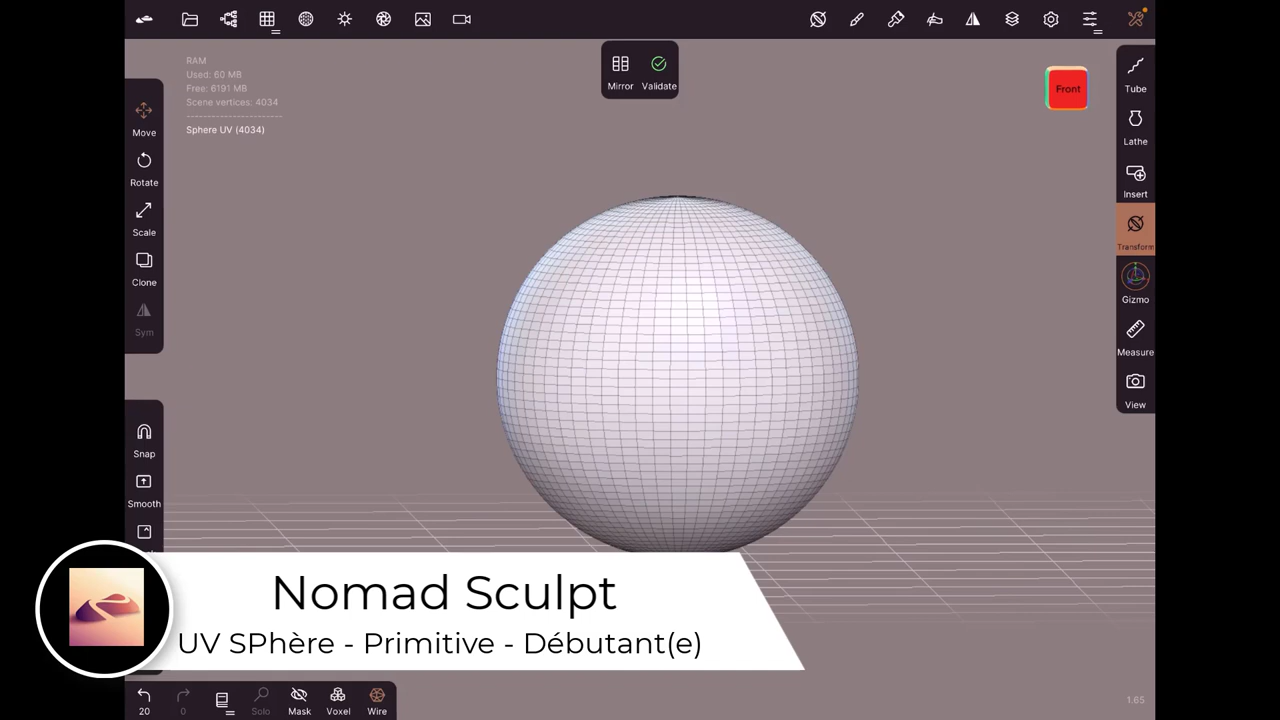 RAM
Used: 60 MB
Free: 6191 MB
Scene vertices: 4034
Sphere UV (4034)
Mirror
Validate
Front
Move
Rotate
Scale
Clone
Sym
Snap
Smooth
Tube
Lathe
Insert
Transform
Gizmo
Measure
View
Nomad Sculpt
UV SPhère - Primitive - Débutant(e)
20
0
Solo
Mask
Voxel
Wire
1.65